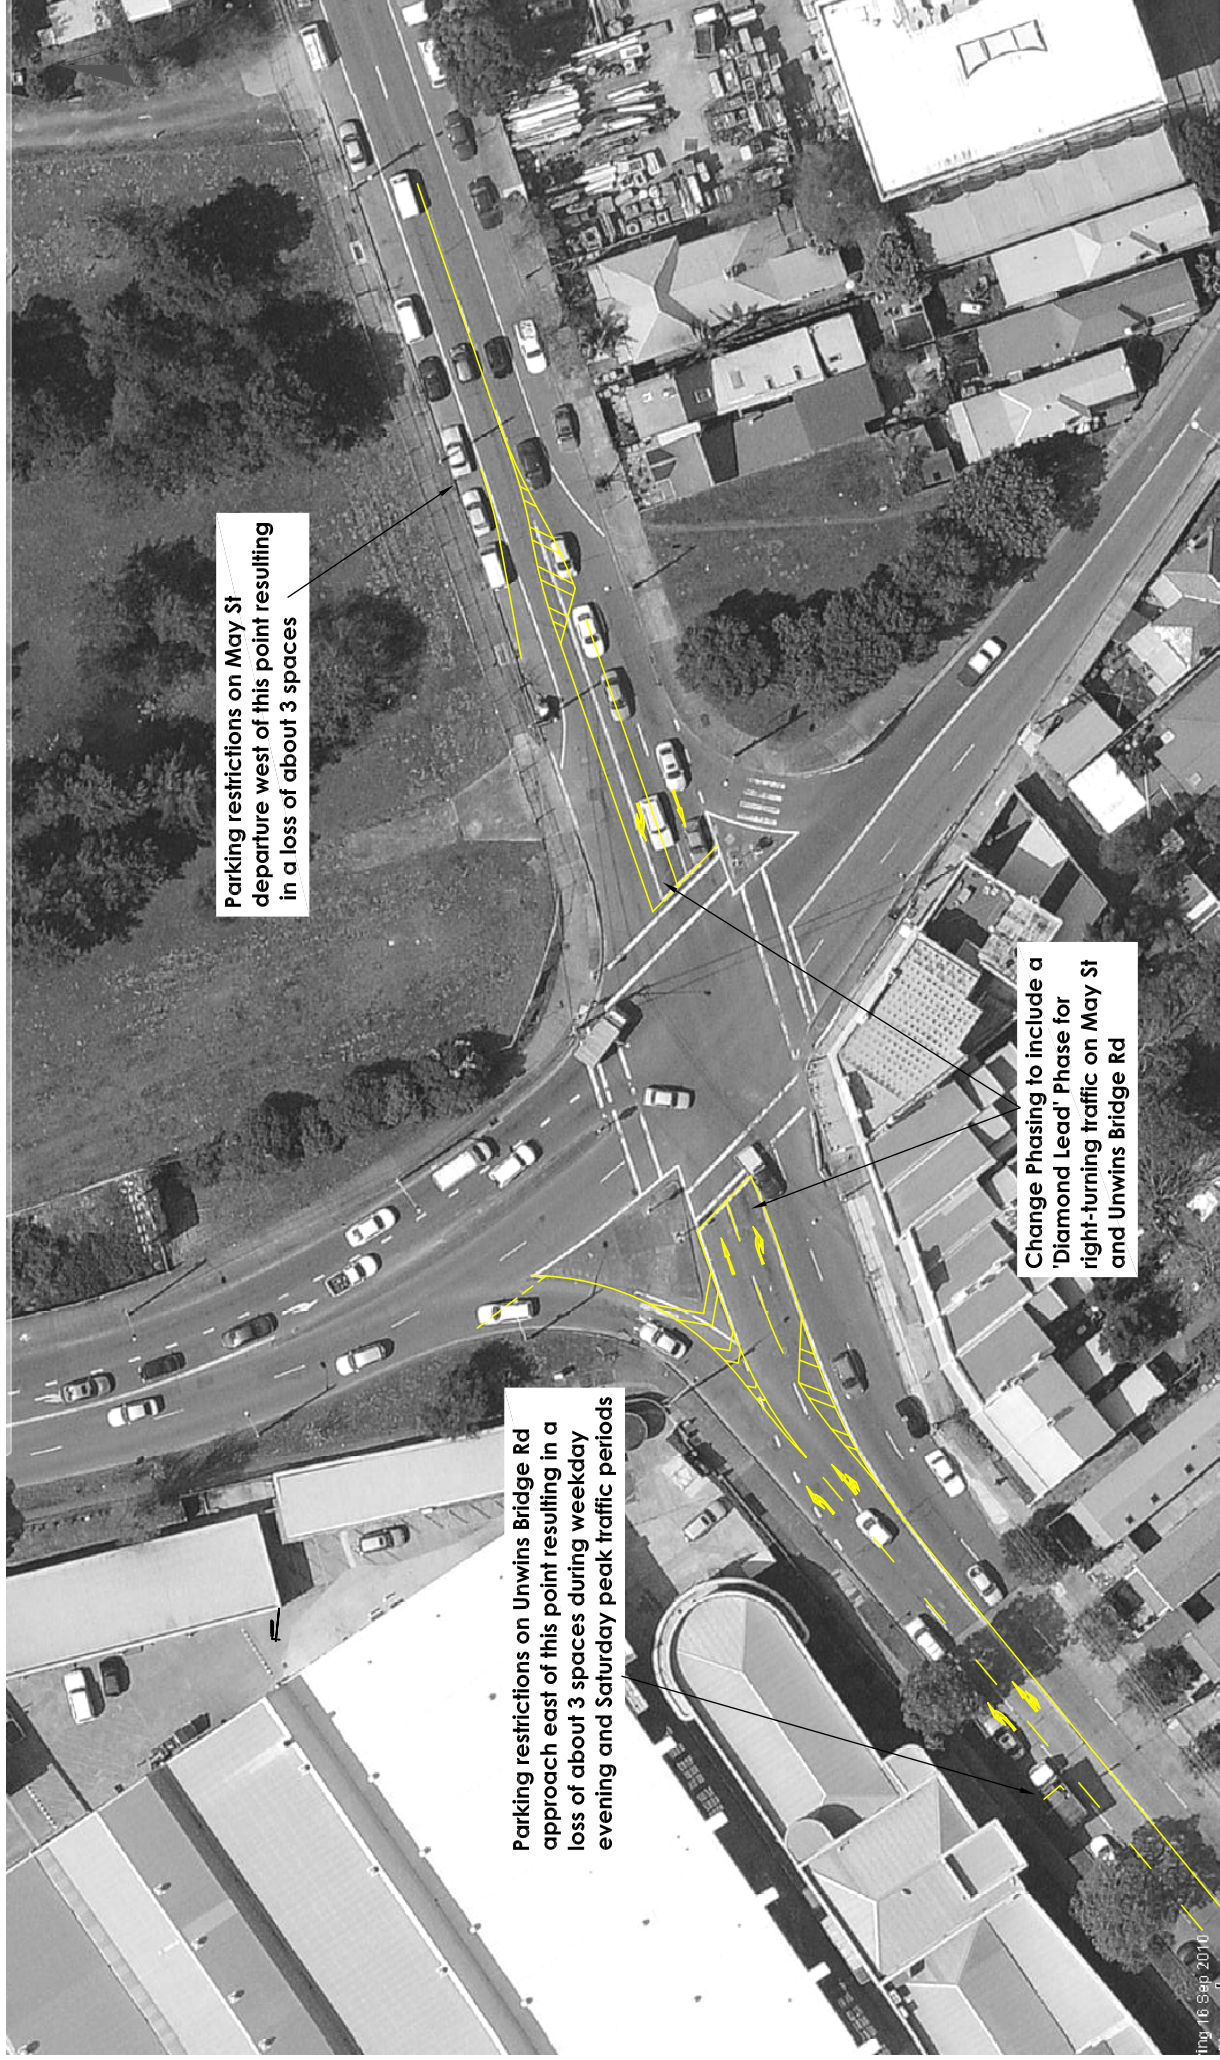 Parking restrictions on May St
departure west of this point resulting
in a loss of about 3 spaces
Change Phasing to include a
'Diamond Lead' Phase for
right-turning traffic on May St
and Unwins Bridge Rd
Parking restrictions on Unwins Bridge Rd
approach east of this point resulting in a
loss of about 3 spaces during weekday
evening and Saturday peak traffic periods
16 Sep 2010